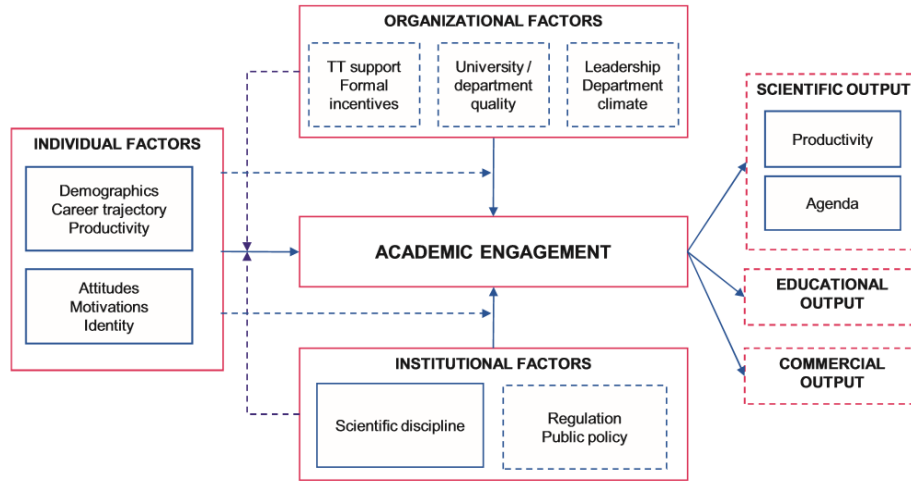 ORGANIZATIONAL FACTORS
TT support
Formal
incentives
University /
department
quality
Leadership
Department
climate
INDIVIDUAL FACTORS
Demographics
Career trajectory
Productivity
Attitudes
Motivations
Identity
ACADEMIC ENGAGEMENT
INSTITUTIONAL FACTORS
Scientific discipline
Regulation
Public policy
SCIENTIFIC OUTPUT
Productivity
Agenda
EDUCATIONAL
OUTPUT
COMMERCIAL
OUTPUT